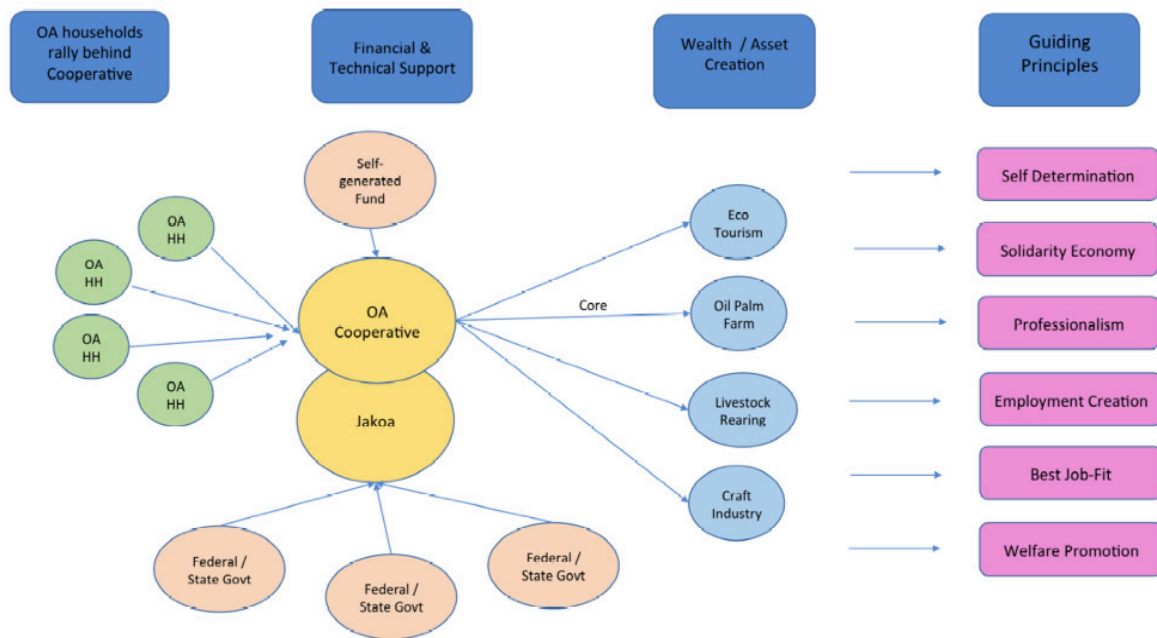 OA households
rally behind
Cooperative
Financial &
Technical Support
Wealth / Asset
Creation
Guiding
Principles
Self-
generated
Fund
OA
HH
OA
HH
OA
HH
OA
HH
OA
Cooperative
Jakoa
Federal /
State Govt
Federal /
State Govt
Federal /
State Govt
Core
Eco
Tourism
Oil Palm
Farm
Livestock
Rearing
Craft
Industry
Self Determination
Solidarity Economy
Professionalism
Employment Creation
Best Job-Fit
Welfare Promotion